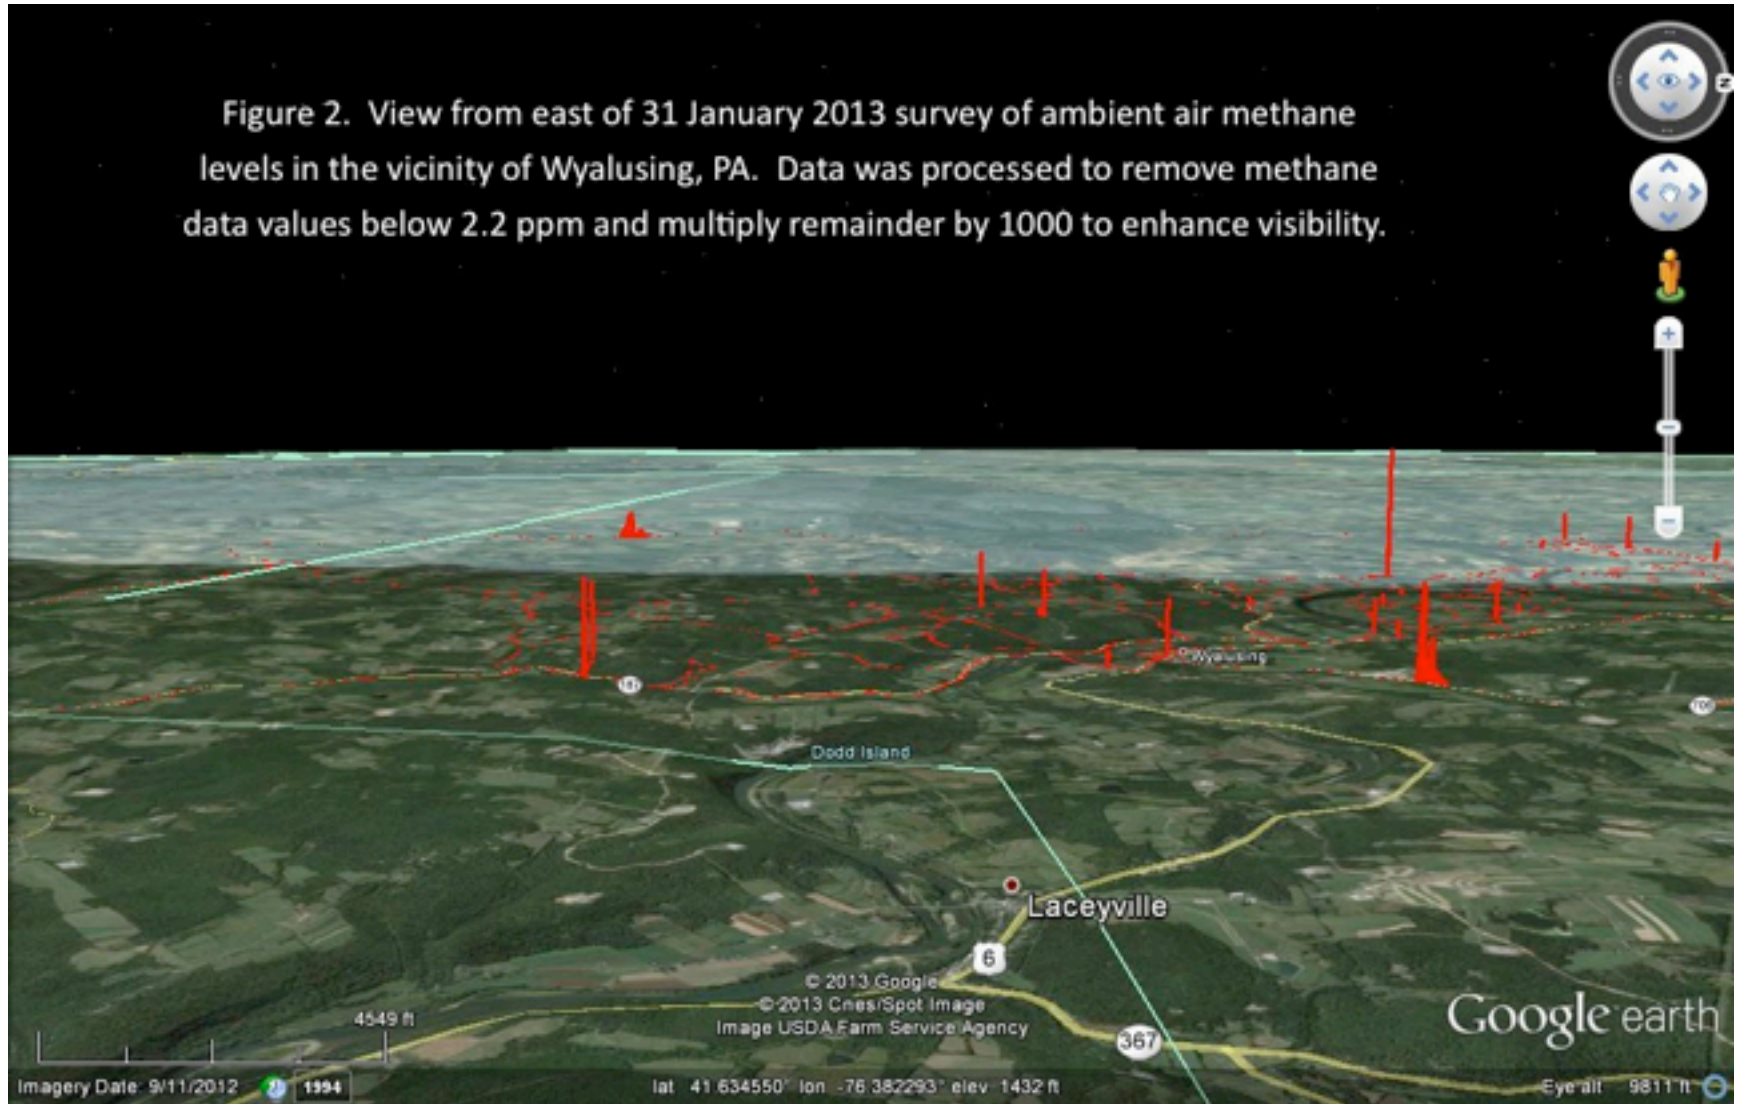 Figure 2. View from east of 31 January 2013 survey of ambient air methane
levels in the vicinity of Wyalusing, PA. Data was processed to remove methane
data values below 2.2 ppm and multiply remainder by 1000 to enhance visibility.
N
Wyalusing
187
706
Dodd Island
Laceyville
6
© 2013 Google
© 2013 Cnes/Spot Image
Image USDA Farm Service Agency
367
Google earth
4549 ft
Imagery Date: 9/11/2012
1994
lat 41.634550° lon -76.382293° elev 1432 ft
Eye alt 9811 ft